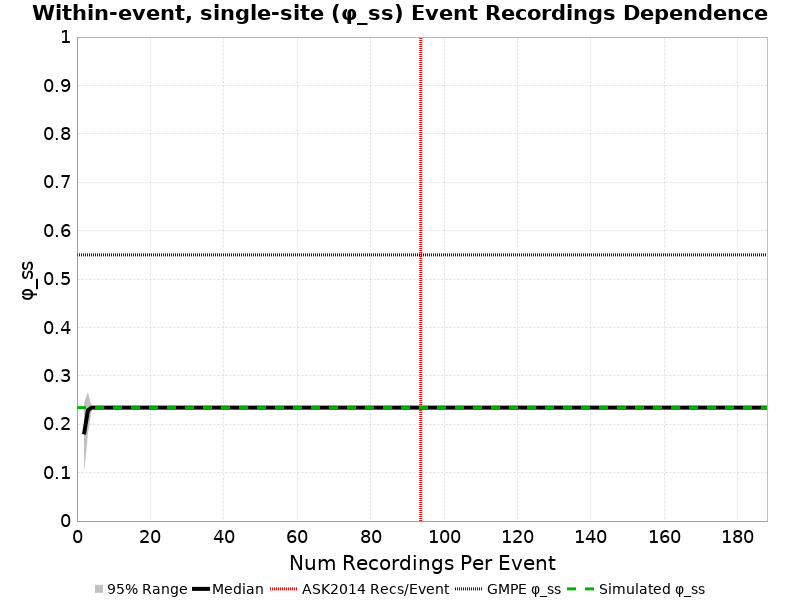 Within-event, single-site (φ_ss) Event Recordings Dependence
1
0.9
0.8
0.7
0.6
0.5
0.4
0.3
0.2
0.1
0
φ_ss
0 20 40 60 80 100 120 140 160 180
Num Recordings Per Event
95% Range Median ASK2014 Recs/Event GMPE φ_ss Simulated φ_ss